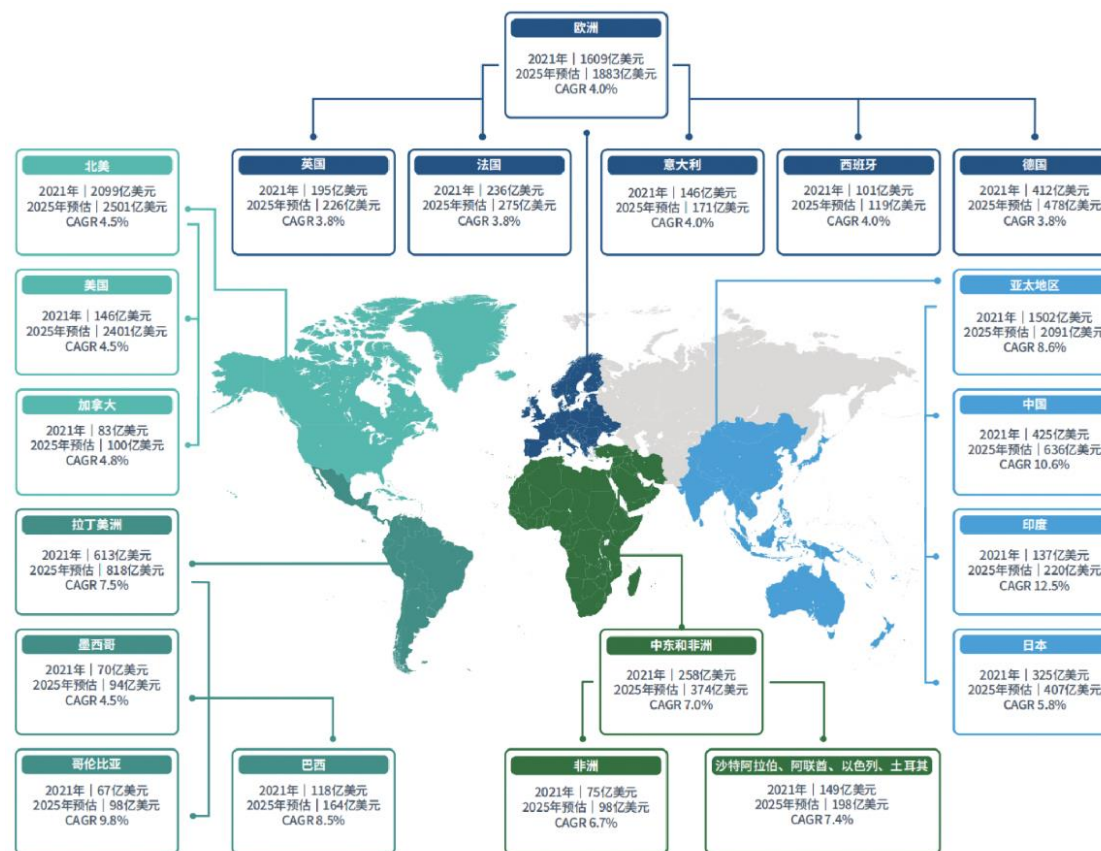 欧洲
2021年｜1609亿美元
2025年预估｜1883亿美元
CAGR 4.0%
北美
2021年｜2099亿美元
2025年预估｜2501亿美元
CAGR 4.5%
英国
2021年｜195亿美元
2025年预估｜226亿美元
CAGR 3.8%
法国
2021年｜236亿美元
2025年预估｜275亿美元
CAGR 3.8%
意大利
2021年｜146亿美元
2025年预估｜171亿美元
CAGR 4.0%
西班牙
2021年｜101亿美元
2025年预估｜119亿美元
CAGR 4.0%
德国
2021年｜412亿美元
2025年预估｜478亿美元
CAGR 3.8%
美国
2021年｜146亿美元
2025年预估｜2401亿美元
CAGR 4.5%
亚太地区
2021年｜1502亿美元
2025年预估｜2091亿美元
CAGR 8.6%
加拿大
2021年｜83亿美元
2025年预估｜100亿美元
CAGR 4.8%
中国
2021年｜425亿美元
2025年预估｜636亿美元
CAGR 10.6%
拉丁美洲
2021年｜613亿美元
2025年预估｜818亿美元
CAGR 7.5%
印度
2021年｜137亿美元
2025年预估｜220亿美元
CAGR 12.5%
墨西哥
2021年｜70亿美元
2025年预估｜94亿美元
CAGR 4.5%
中东和非洲
2021年｜258亿美元
2025年预估｜374亿美元
CAGR 7.0%
日本
2021年｜325亿美元
2025年预估｜407亿美元
CAGR 5.8%
哥伦比亚
2021年｜67亿美元
2025年预估｜98亿美元
CAGR 9.8%
巴西
2021年｜118亿美元
2025年预估｜164亿美元
CAGR 8.5%
非洲
2021年｜75亿美元
2025年预估｜98亿美元
CAGR 6.7%
沙特阿拉伯、阿联酋、以色列、土耳其
2021年｜149亿美元
2025年预估｜198亿美元
CAGR 7.4%